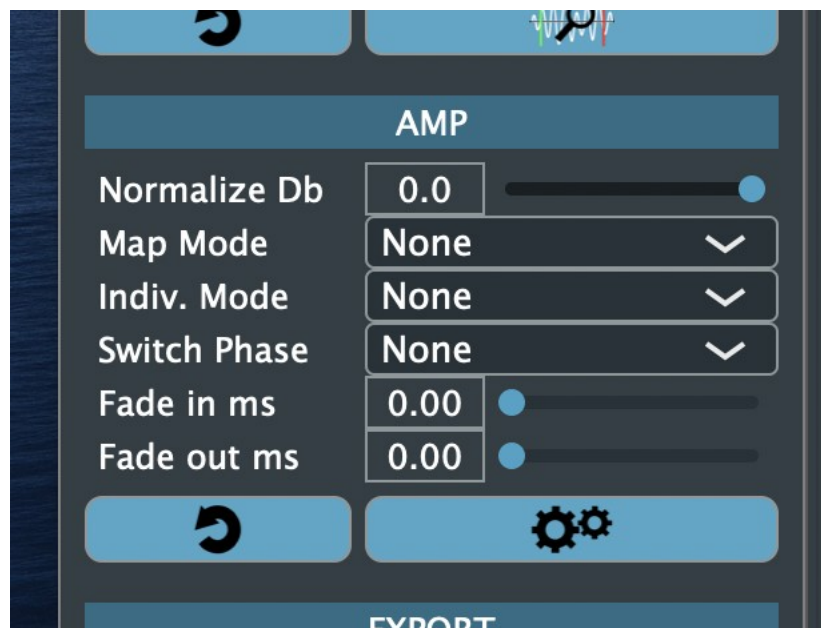 AMP
Normalize Db 0.0
Map Mode None
Indiv. Mode None
Switch Phase None
Fade in ms 0.00
Fade out ms 0.00
EXPORT